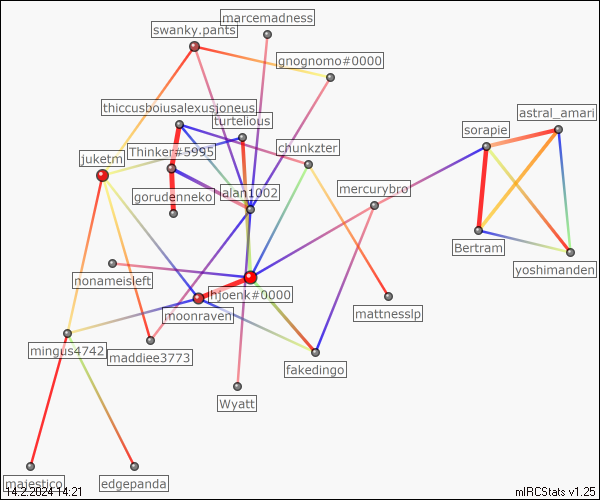 marcemadness
swanky.pants
gnognomo#0000
thiccusboiusalexusioneus
turtelious
astral_amari
sorapie
Thinker#5995
chunkzter
juketm
mercurybro
gorudenneko
alan1002
Bertram
yoshimanden
nonameisleft
hjoenk#0000
moonraven
mattnesslp
mingus4742
maddiee3773
fakedingo
Wyatt
majestico
edgepanda
14.2.2024 14:21
mIRCStats v1.25